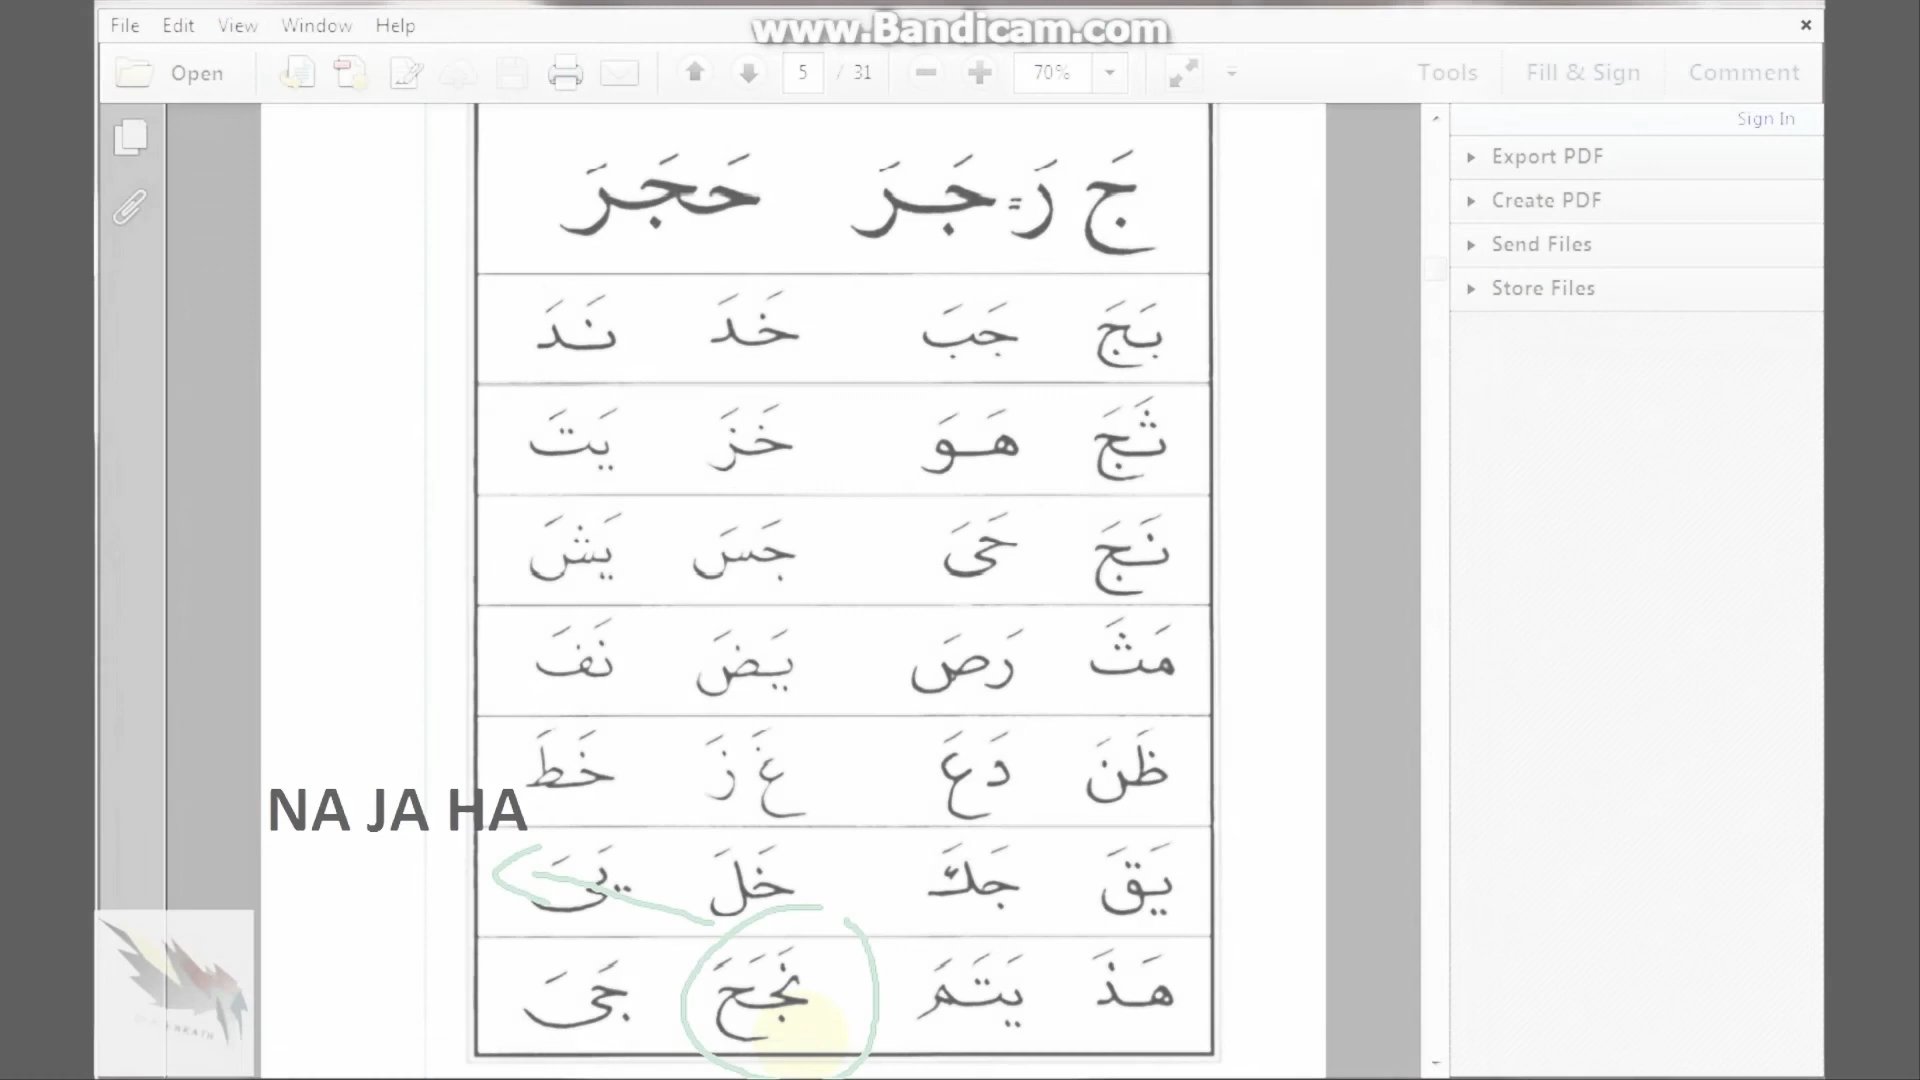 www.Bandicam.com
File Edit View Window Help
Open 5 / 31 70% Tools Fill & Sign Comment
Sign In
Export PDF
Create PDF
Send Files
Store Files
جَ رَ = جَرَ حَجَرَ
بَجَ جَبَ خَدَ نَدَ
ثَجَ هَوَ خَزَ يَتَ
نَجَ حَىَ جَسَ يَشَ
مَثَ رَصَ يَضَ نَفَ
ظَنَ دَعَ غَزَ خَطَ
NA JA HA
يَقَ جَكَ خَلَ يَىَ
هَذَ يَتَمَ نَجَحَ جَىَ